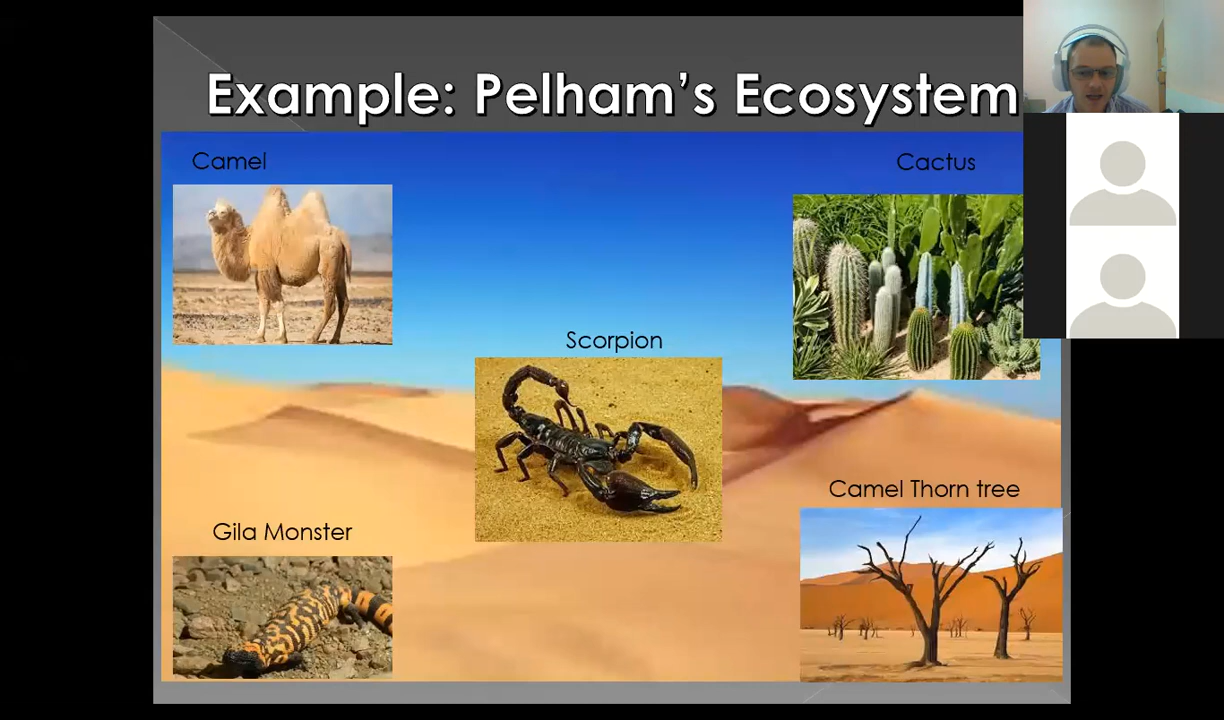 Example: Pelham's Ecosystem
Camel
Cactus
Scorpion
Camel Thorn tree
Gila Monster